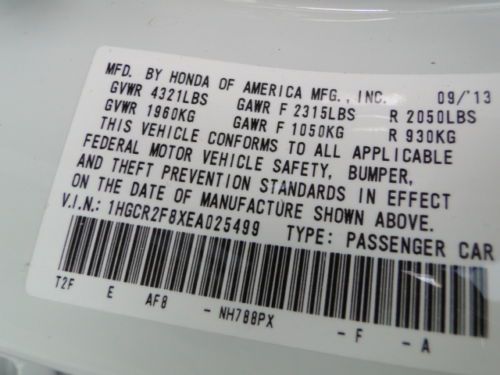 MFD. BY HONDA OF AMERICA MFG., INC. 09/'13
GVWR 4321LBS GAWR F 2315LBS R 2050LBS
GVWR 1960KG GAWR F 1050KG R 930KG
THIS VEHICLE CONFORMS TO ALL APPLICABLE
FEDERAL MOTOR VEHICLE SAFETY, BUMPER,
AND THEFT PREVENTION STANDARDS IN EFFECT
ON THE DATE OF MANUFACTURE SHOWN ABOVE.
V.I.N.: 1HGCR2F8XEA025499 TYPE: PASSENGER CAR
T2F E AF8 - NH788PX - F - A